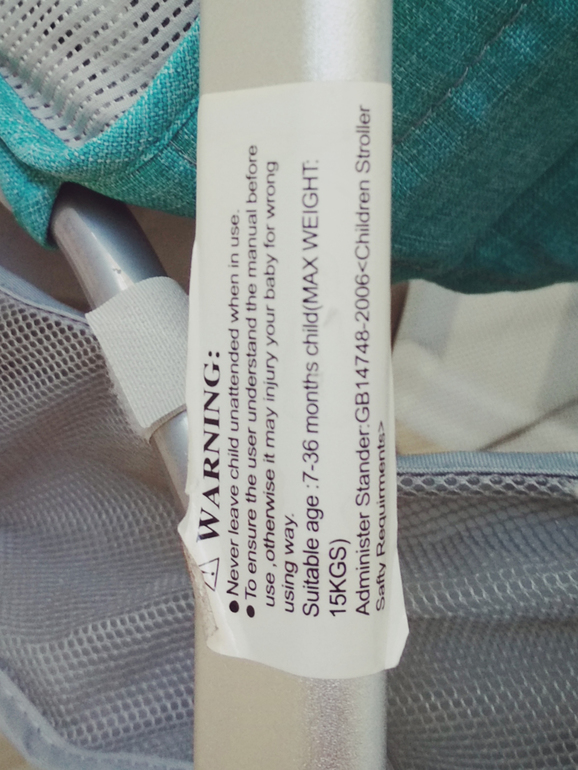 WARNING:
●Never leave child unattended when in use.
●To ensure the user understand the manual before
use ,otherwise it may injury your baby for wrong
using way.
Suitable age :7-36 months child(MAX WEIGHT:
15KGS)
Administer Stander:GB14748-2006<Children Stroller
Safty Requirments>